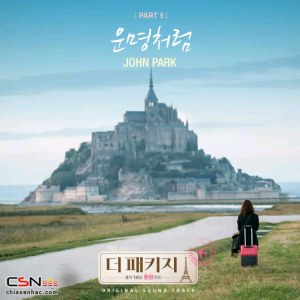 | PART 3 |
운명처럼
JOHN PARK
더 패키지
ORIGINAL SOUND TRACK
CSN
chiasenhac.com